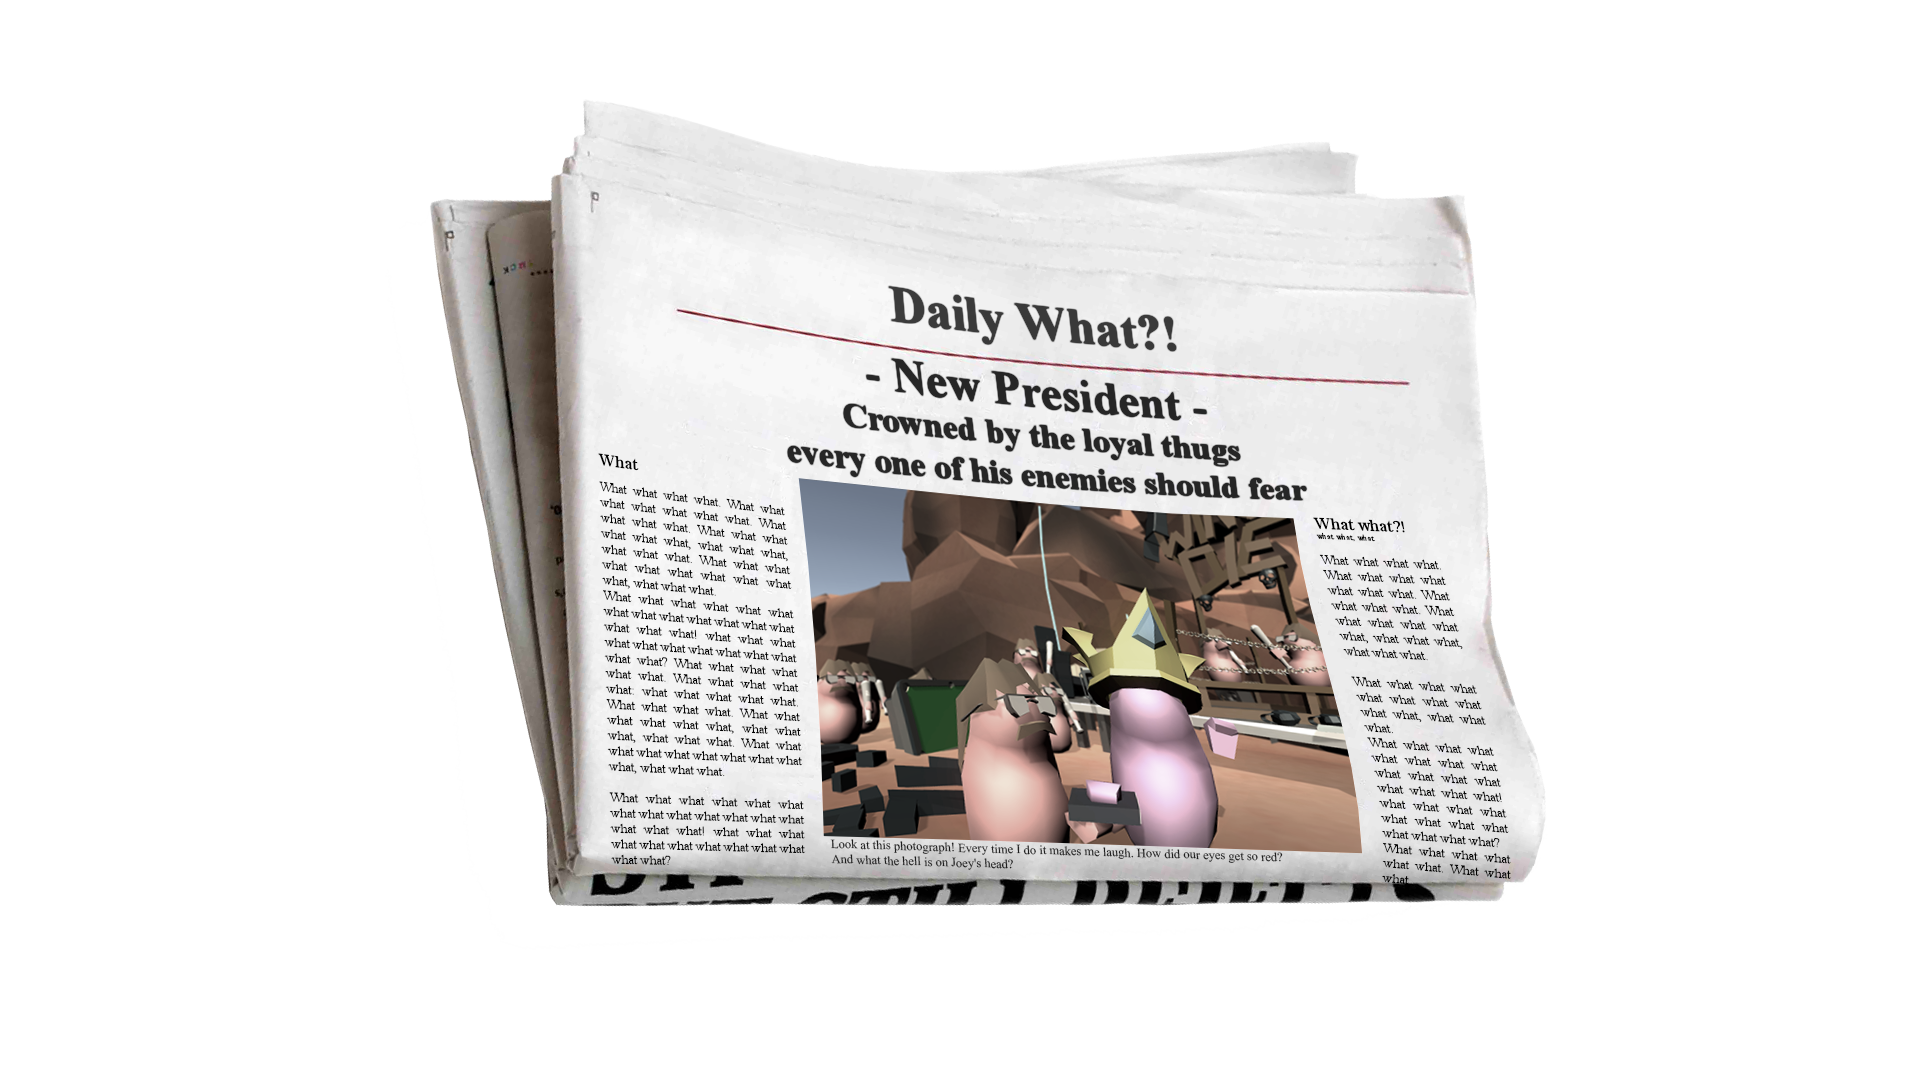 Daily What?!
- New President -
Crowned by the loyal thugs
every one of his enemies should fear
What
What what what what. What what
what what what what what. What
what what what. What what what
what what what, what what what,
what what what. What what what
what what what what what what
what, what what what.
What what what what what what
what what what what what what what
what what what! what what what
what what what what what what what
what what? What what what what
what what. What what what what
what: what what what what what.
What what what what. What what
what what what what, what what
what, what what what. What what
what what what what what what what
what, what what what.
What what what what what what
what what what what what what what
what what what! what what what
what what what what what what what
what what?
Look at this photograph! Every time I do it makes me laugh. How did our eyes get so red?
And what the hell is on Joey's head?
What what?!
what what, what.
What what what what.
What what what what
what what what. What
what what what. What
what what what what
what, what what what,
what what what.
What what what what
what what what what
what what, what what
what.
What what what what
what what what what
what what what what
what what what what!
what what what what
what what what what
what what what what?
What what what what
what what. What what
what